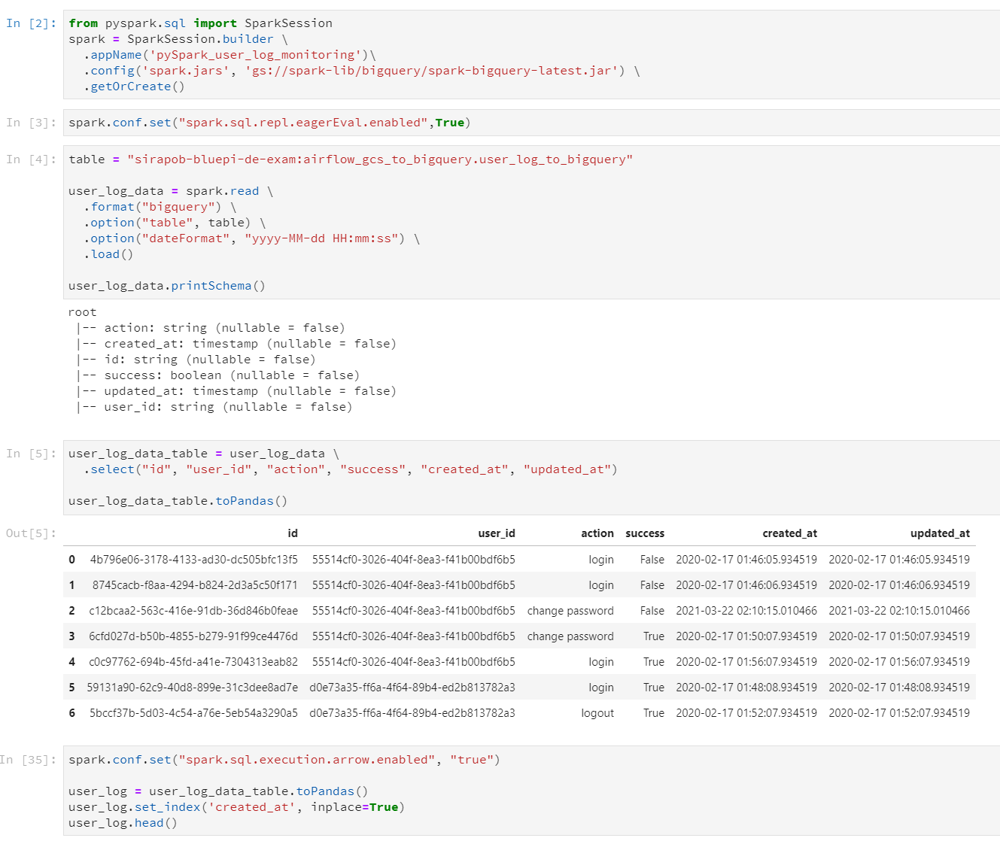 In [2]: from pyspark.sql import SparkSession
spark = SparkSession.builder \
  .appName('pySpark_user_log_monitoring')\
  .config('spark.jars', 'gs://spark-lib/bigquery/spark-bigquery-latest.jar') \
  .getOrCreate()
In [3]: spark.conf.set("spark.sql.repl.eagerEval.enabled",True)
In [4]: table = "sirapob-bluepi-de-exam:airflow_gcs_to_bigquery.user_log_to_bigquery"
user_log_data = spark.read \
  .format("bigquery") \
  .option("table", table) \
  .option("dateFormat", "yyyy-MM-dd HH:mm:ss") \
  .load()
user_log_data.printSchema()
root
 |-- action: string (nullable = false)
 |-- created_at: timestamp (nullable = false)
 |-- id: string (nullable = false)
 |-- success: boolean (nullable = false)
 |-- updated_at: timestamp (nullable = false)
 |-- user_id: string (nullable = false)
In [5]: user_log_data_table = user_log_data \
  .select("id", "user_id", "action", "success", "created_at", "updated_at")
user_log_data_table.toPandas()
Out[5]: id user_id action success created_at updated_at
0 4b796e06-3178-4133-ad30-dc505bfc13f5 55514cf0-3026-404f-8ea3-f41b00bdf6b5 login False 2020-02-17 01:46:05.934519 2020-02-17 01:46:05.934519
1 8745cacb-f8aa-4294-b824-2d3a5c50f171 55514cf0-3026-404f-8ea3-f41b00bdf6b5 login False 2020-02-17 01:46:06.934519 2020-02-17 01:46:06.934519
2 c12bcaa2-563c-416e-91db-36d846b0feae 55514cf0-3026-404f-8ea3-f41b00bdf6b5 change password False 2021-03-22 02:10:15.010466 2021-03-22 02:10:15.010466
3 6cfd027d-b50b-4855-b279-91f99ce4476d 55514cf0-3026-404f-8ea3-f41b00bdf6b5 change password True 2020-02-17 01:50:07.934519 2020-02-17 01:50:07.934519
4 c0c97762-694b-45fd-a41e-7304313eab82 55514cf0-3026-404f-8ea3-f41b00bdf6b5 login True 2020-02-17 01:56:07.934519 2020-02-17 01:56:07.934519
5 59131a90-62c9-40d8-899e-31c3dee8ad7e d0e73a35-ff6a-4f64-89b4-ed2b813782a3 login True 2020-02-17 01:48:08.934519 2020-02-17 01:48:08.934519
6 5bccf37b-5d03-4c54-a76e-5eb54a3290a5 d0e73a35-ff6a-4f64-89b4-ed2b813782a3 logout True 2020-02-17 01:52:07.934519 2020-02-17 01:52:07.934519
In [35]: spark.conf.set("spark.sql.execution.arrow.enabled", "true")
user_log = user_log_data_table.toPandas()
user_log.set_index('created_at', inplace=True)
user_log.head()